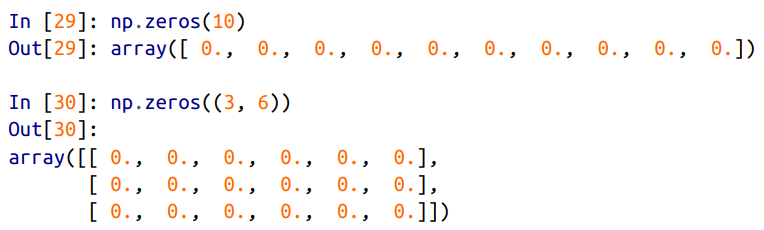 In [29]: np.zeros(10)
Out[29]: array([ 0.,  0.,  0.,  0.,  0.,  0.,  0.,  0.,  0.,  0.])
In [30]: np.zeros((3, 6))
Out[30]:
array([[ 0.,  0.,  0.,  0.,  0.,  0.],
       [ 0.,  0.,  0.,  0.,  0.,  0.],
       [ 0.,  0.,  0.,  0.,  0.,  0.]])